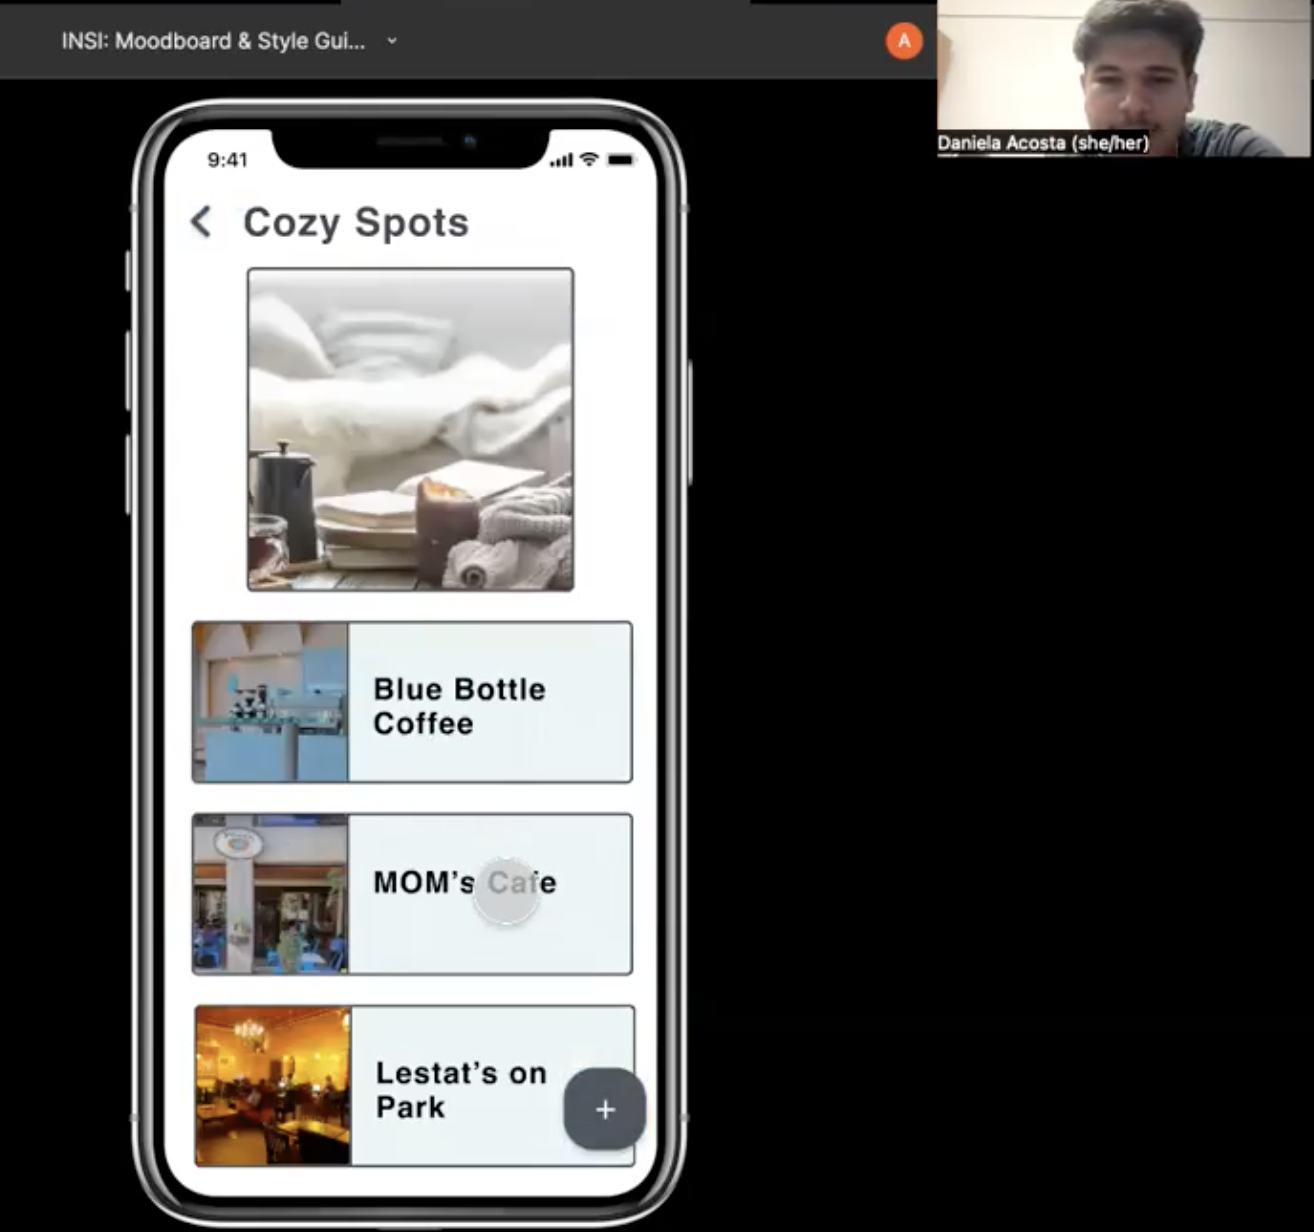 INSI: Moodboard & Style Gui...
A
Daniela Acosta (she/her)
9:41
Cozy Spots
Blue Bottle
Coffee
MOM's Cafe
Lestat's on
Park
+